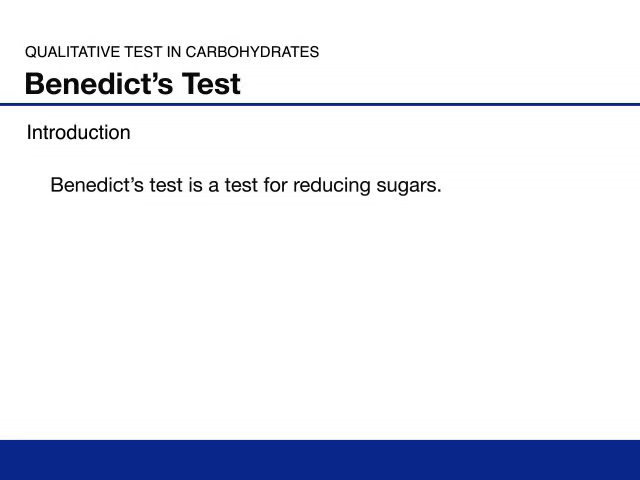 QUALITATIVE TEST IN CARBOHYDRATES
Benedict’s Test
Introduction
Benedict’s test is a test for reducing sugars.